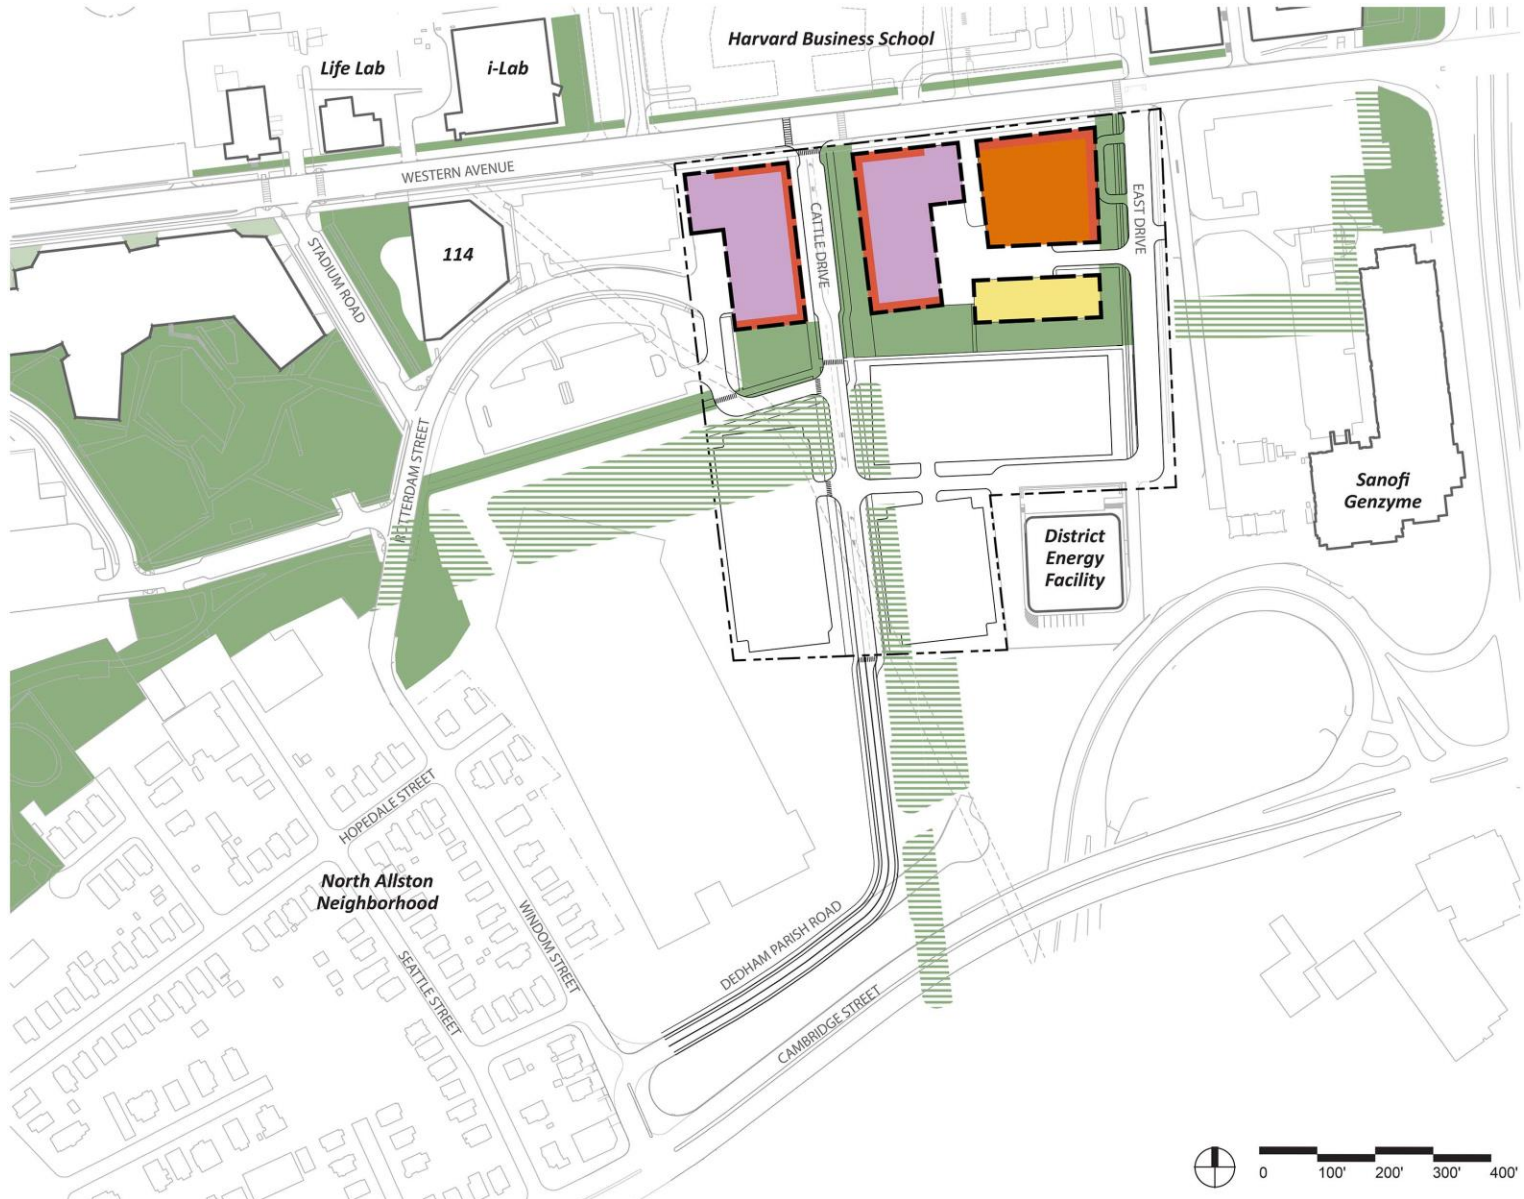 Harvard Business School
Life Lab
i-Lab
WESTERN AVENUE
CATTLE DRIVE
EAST DRIVE
STADIUM ROAD
114
ROTTERDAM STREET
Sanofi
Genzyme
District
Energy
Facility
HOPEDALE STREET
North Allston
Neighborhood
WINDOM STREET
SEATTLE STREET
DEDHAM PARISH ROAD
CAMBRIDGE STREET
0 100' 200' 300' 400'